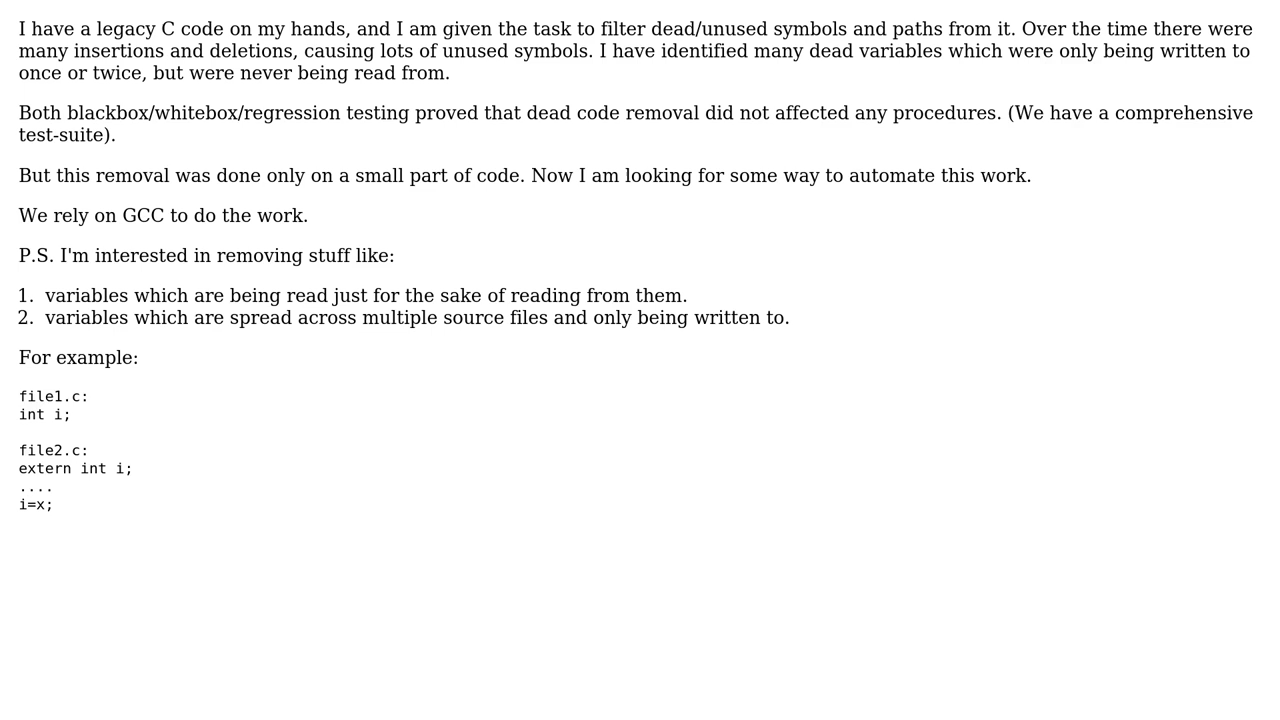 I have a legacy C code on my hands, and I am given the task to filter dead/unused symbols and paths from it. Over the time there were
many insertions and deletions, causing lots of unused symbols. I have identified many dead variables which were only being written to
once or twice, but were never being read from.
Both blackbox/whitebox/regression testing proved that dead code removal did not affected any procedures. (We have a comprehensive
test-suite).
But this removal was done only on a small part of code. Now I am looking for some way to automate this work.
We rely on GCC to do the work.
P.S. I'm interested in removing stuff like:
1. variables which are being read just for the sake of reading from them.
2. variables which are spread across multiple source files and only being written to.
For example:
file1.c:
int i;
file2.c:
extern int i;
....
i=x;